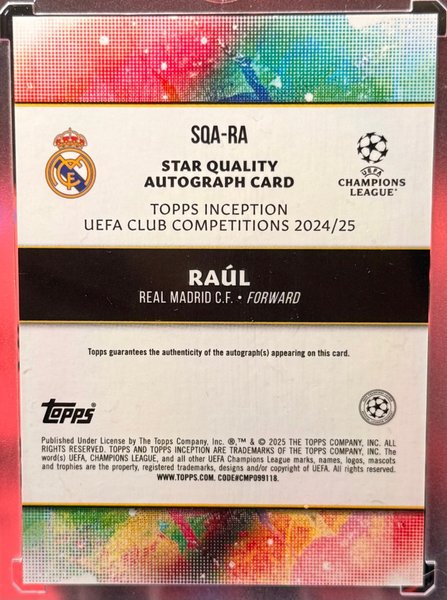 SQA-RA
STAR QUALITY
AUTOGRAPH CARD
UEFA
CHAMPIONS
LEAGUE
TOPPS INCEPTION
UEFA CLUB COMPETITIONS 2024/25
RAÚL
REAL MADRID C.F. • FORWARD
Topps guarantees the authenticity of the autograph(s) appearing on this card.
TOPPS
Published Under License by The Topps Company, Inc. ®,™ & © 2025 THE TOPPS COMPANY, INC. ALL
RIGHTS RESERVED. TOPPS AND TOPPS INCEPTION ARE TRADEMARKS OF THE TOPPS COMPANY, INC. The
word(s) UEFA, CHAMPIONS LEAGUE, and all other UEFA Champions League marks, names, logos, mascots
and trophies are the property, registered trademarks, designs and/or copyright of UEFA. All rights reserved.
WWW.TOPPS.COM. CODE#CMP099118.